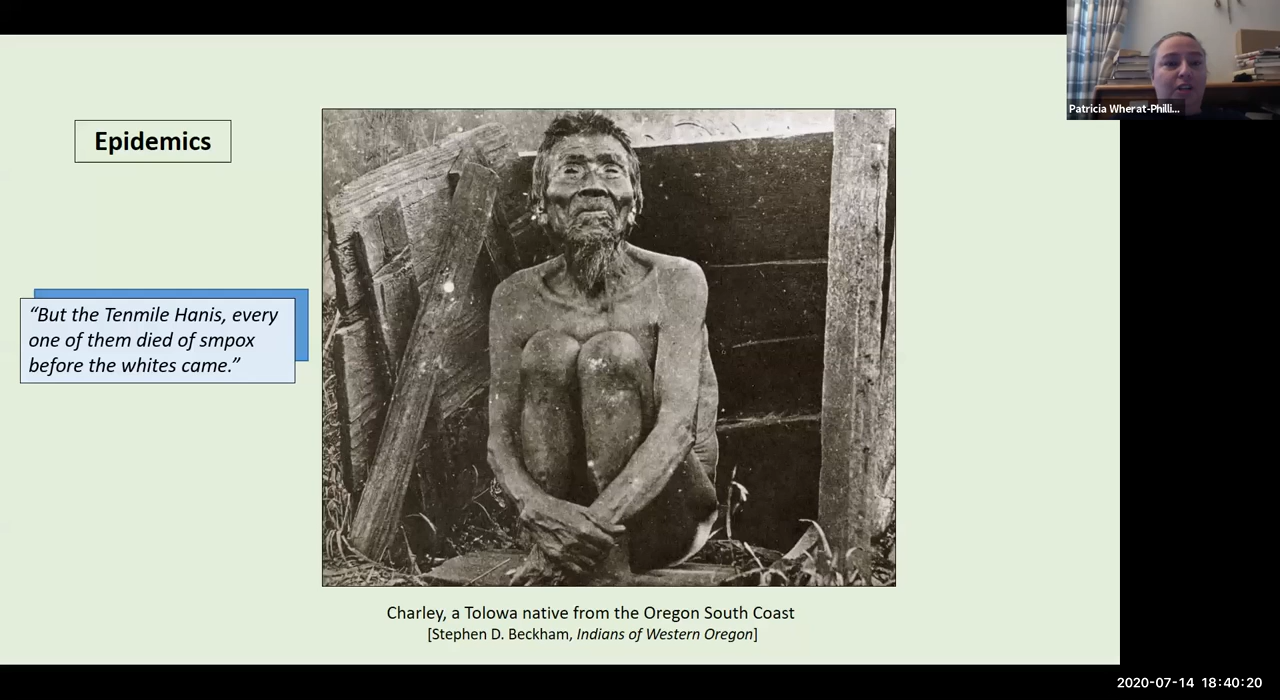 Patricia Wherat-Philli...
Epidemics
“But the Tenmile Hanis, every
one of them died of smpox
before the whites came.”
Charley, a Tolowa native from the Oregon South Coast
[Stephen D. Beckham, Indians of Western Oregon]
2020-07-14 18:40:20